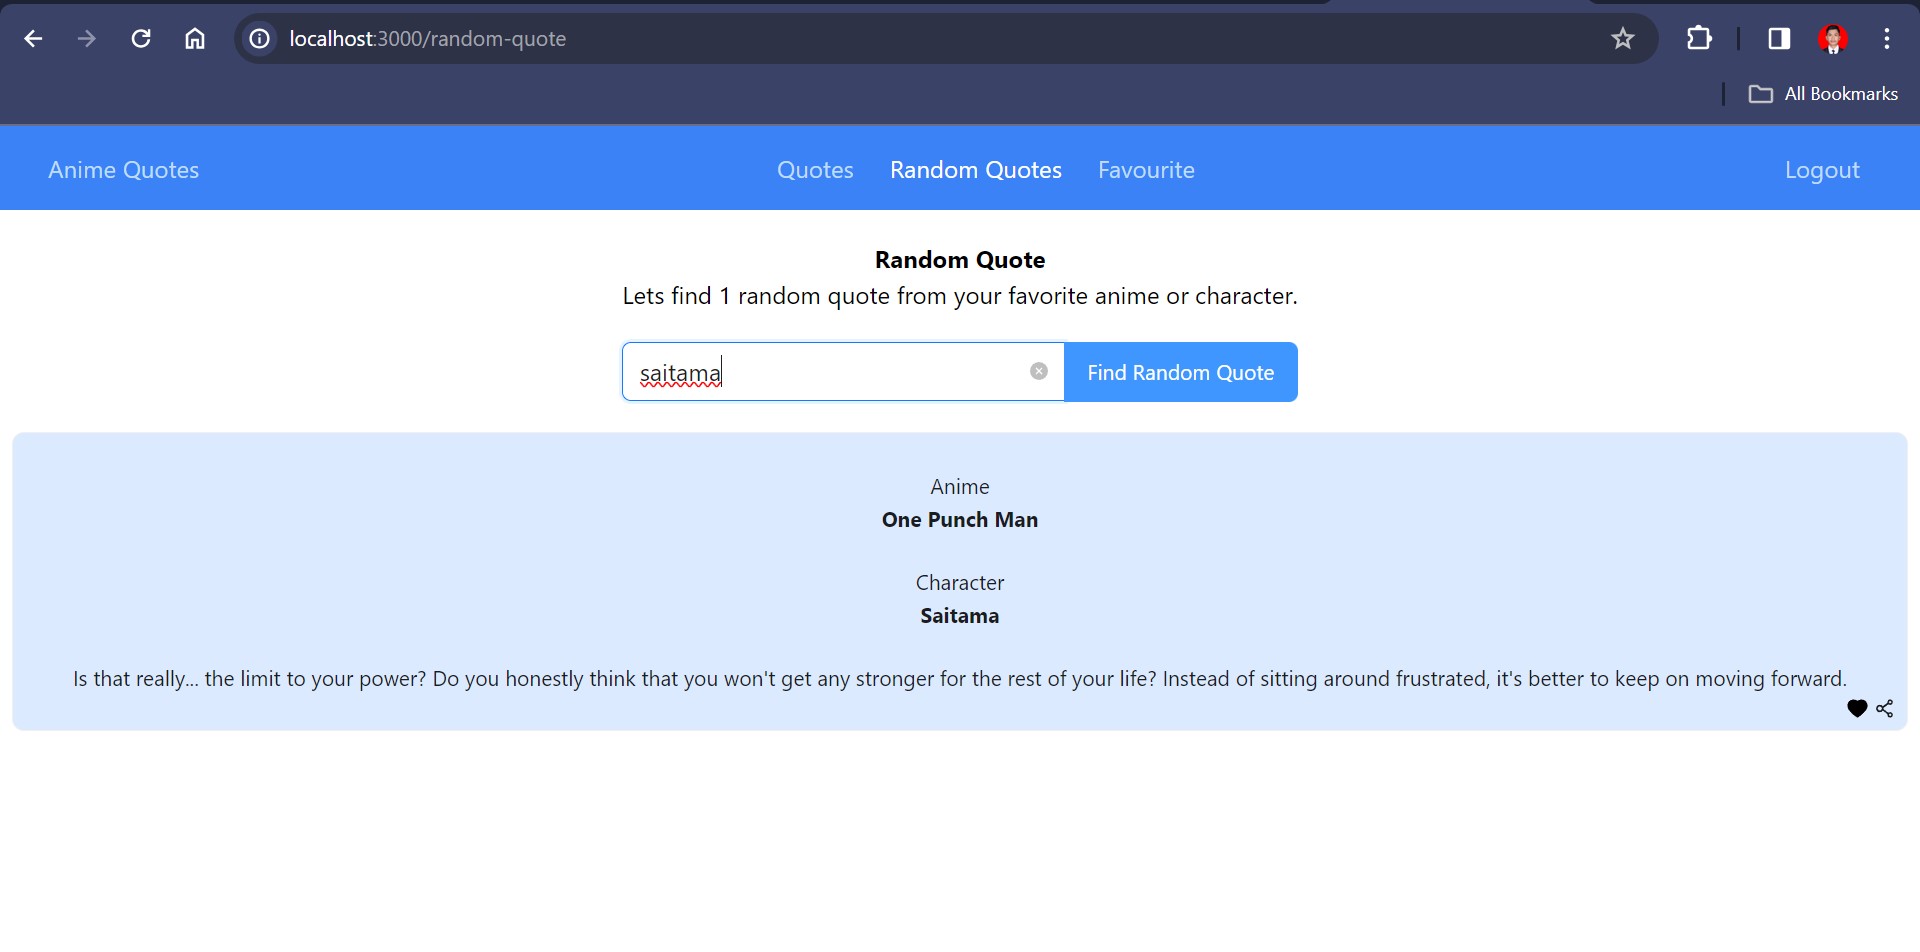 localhost:3000/random-quote
All Bookmarks
Anime Quotes Quotes Random Quotes Favourite Logout
Random Quote
Lets find 1 random quote from your favorite anime or character.
saitama Find Random Quote
Anime
One Punch Man
Character
Saitama
Is that really... the limit to your power? Do you honestly think that you won't get any stronger for the rest of your life? Instead of sitting around frustrated, it's better to keep on moving forward.